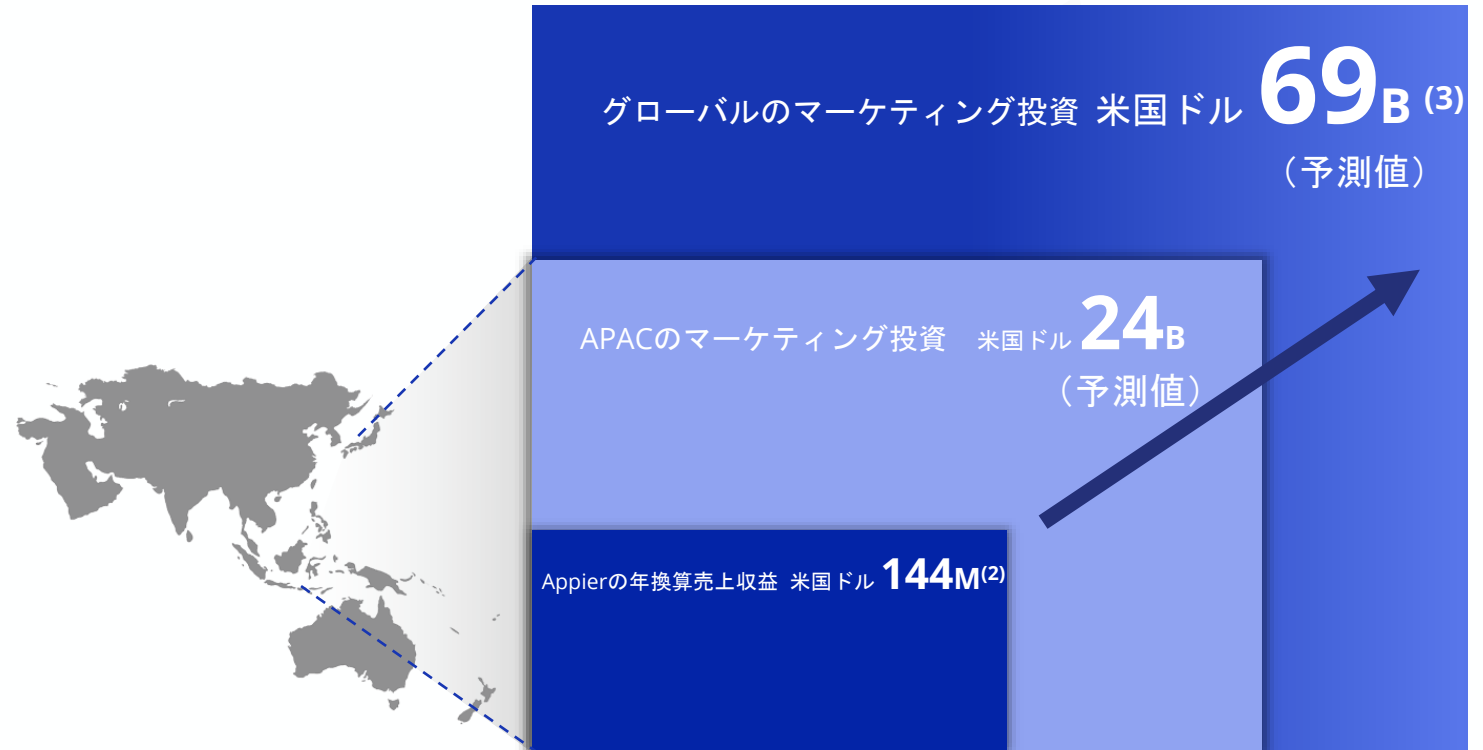 グローバルのマーケティング投資 米国ドル 69B (3)
（予測値）
APACのマーケティング投資 米国ドル 24B
（予測値）
Appierの年換算売上収益 米国ドル 144M(2)